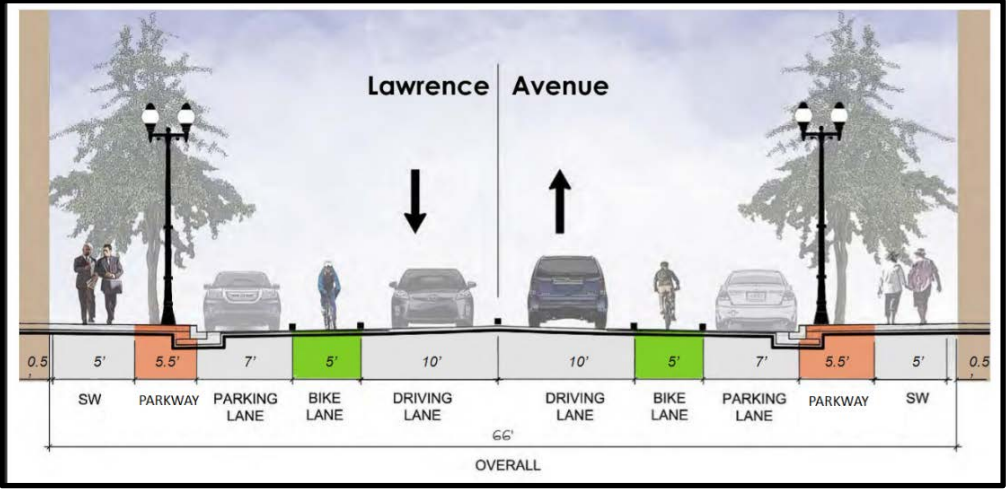 Lawrence Avenue
0.5' 5' 5.5' 7' 5' 10' 10' 5' 7' 5.5' 5' 0.5'
SW PARKWAY PARKING LANE BIKE LANE DRIVING LANE DRIVING LANE BIKE LANE PARKING LANE PARKWAY SW
66'
OVERALL